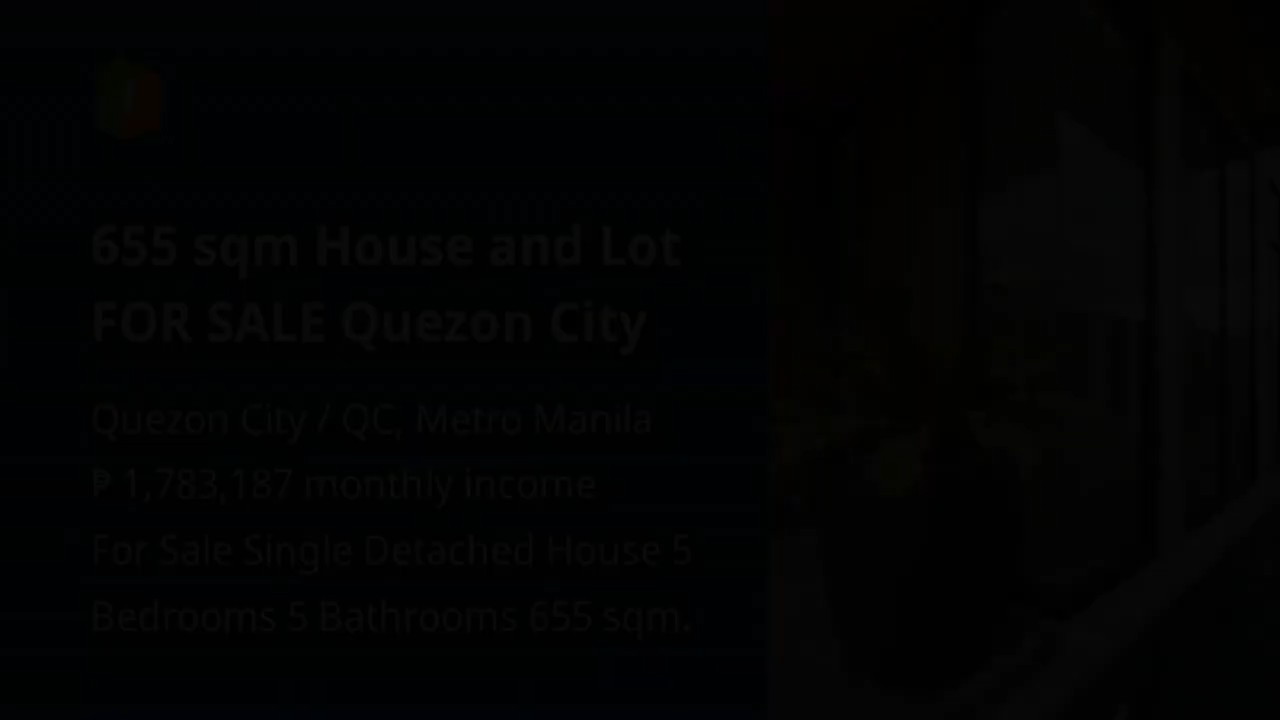 655 sqm House and Lot
FOR SALE Quezon City
Quezon City / QC, Metro Manila
₱ 1,783,187 monthly income
For Sale Single Detached House 5
Bedrooms 5 Bathrooms 655 sqm.